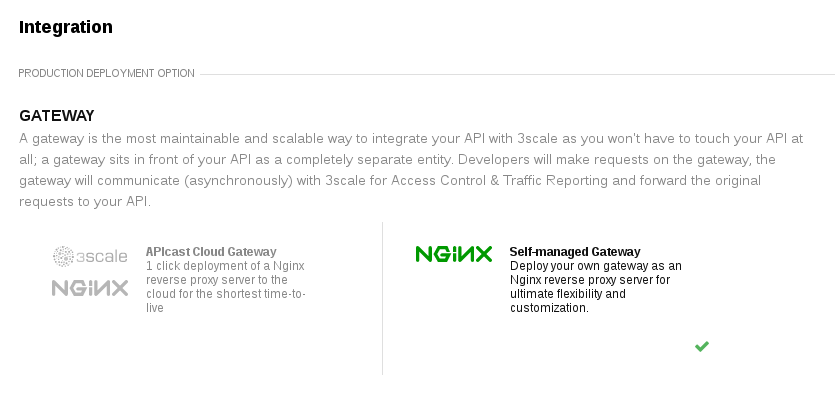 Integration
PRODUCTION DEPLOYMENT OPTION
GATEWAY
A gateway is the most maintainable and scalable way to integrate your API with 3scale as you won't have to touch your API at
all; a gateway sits in front of your API as a completely separate entity. Developers will make requests on the gateway, the
gateway will communicate (asynchronously) with 3scale for Access Control & Traffic Reporting and forward the original
requests to your API.
3scale
NGINX
APIcast Cloud Gateway
1 click deployment of a Nginx
reverse proxy server to the
cloud for the shortest time-to-
live
NGINX
Self-managed Gateway
Deploy your own gateway as an
Nginx reverse proxy server for
ultimate flexibility and
customization.